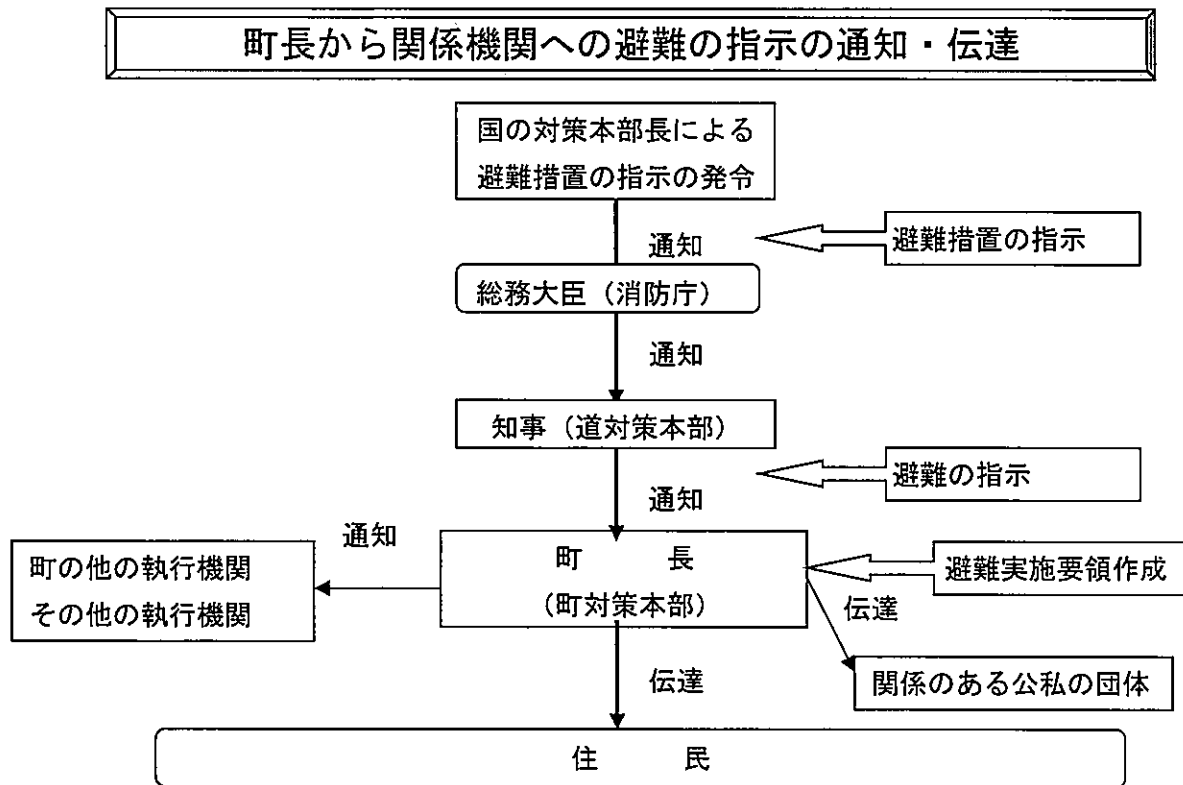 町長から関係機関への避難の指示の通知・伝達
国の対策本部長による
避難措置の指示の発令
通知
避難措置の指示
総務大臣（消防庁）
通知
知事（道対策本部）
避難の指示
通知
通知
町の他の執行機関
その他の執行機関
町　　　長
（町対策本部）
避難実施要領作成
伝達
関係のある公私の団体
伝達
住　　　民